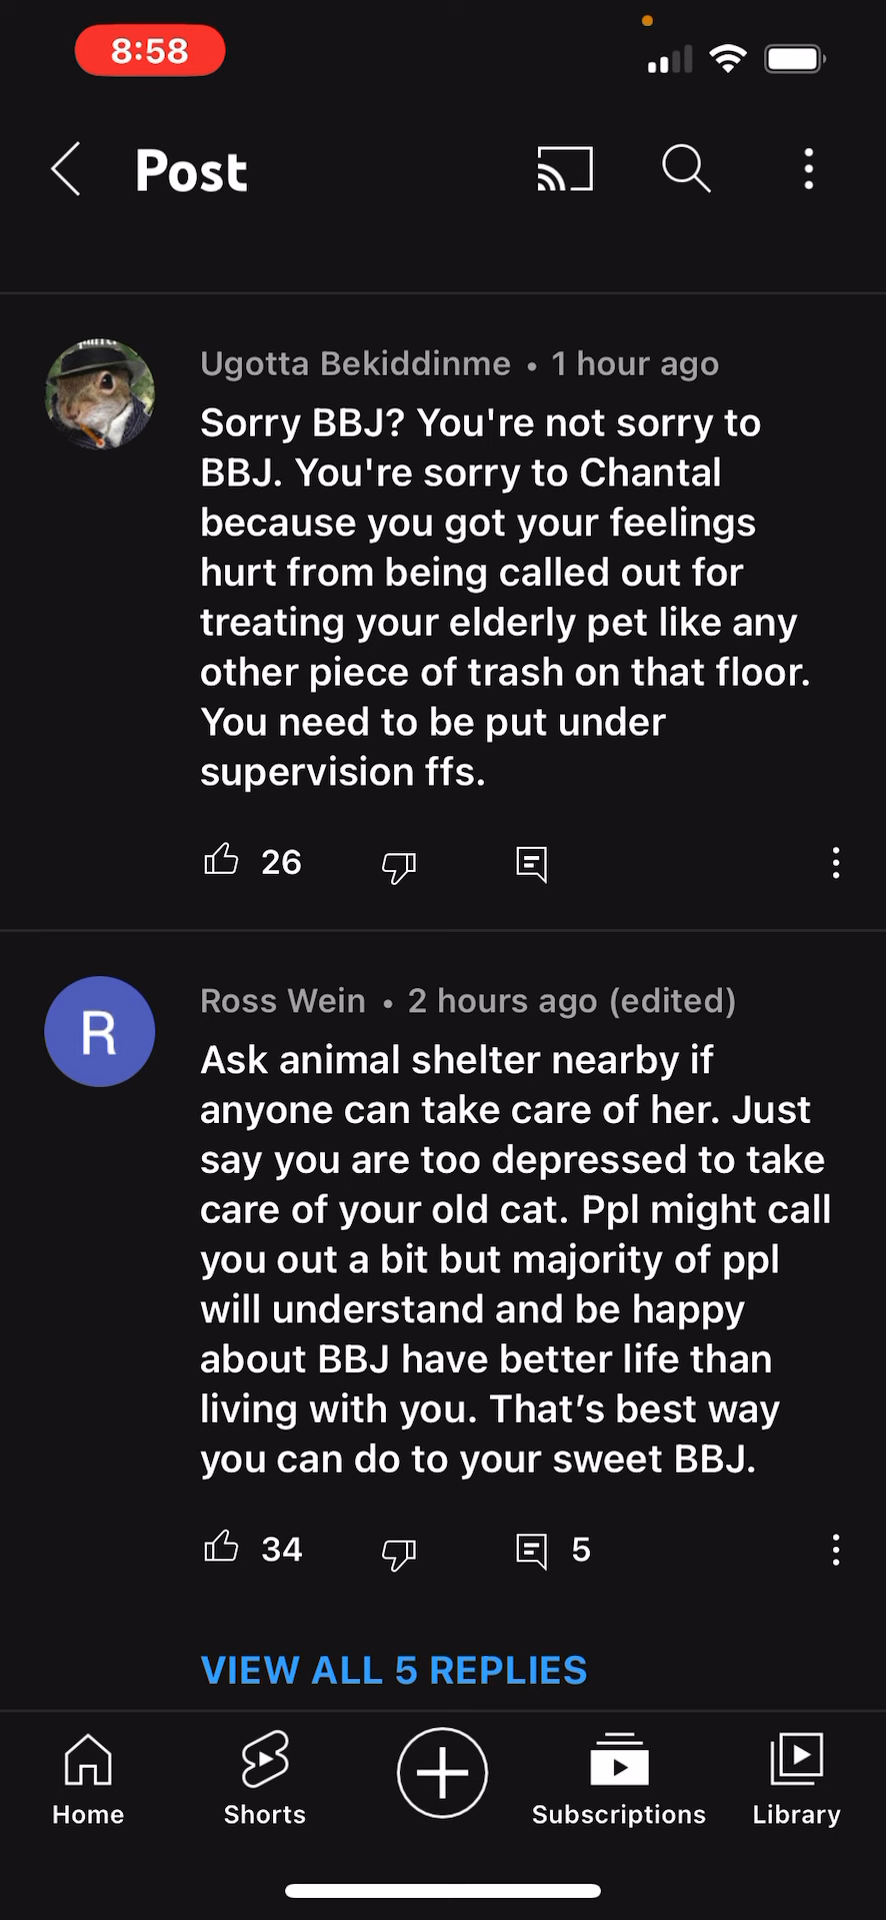 8:58
Post
Ugotta Bekiddinme • 1 hour ago
Sorry BBJ? You're not sorry to
BBJ. You're sorry to Chantal
because you got your feelings
hurt from being called out for
treating your elderly pet like any
other piece of trash on that floor.
You need to be put under
supervision ffs.
26
R
Ross Wein • 2 hours ago (edited)
Ask animal shelter nearby if
anyone can take care of her. Just
say you are too depressed to take
care of your old cat. Ppl might call
you out a bit but majority of ppl
will understand and be happy
about BBJ have better life than
living with you. That’s best way
you can do to your sweet BBJ.
34 5
VIEW ALL 5 REPLIES
Home Shorts Subscriptions Library